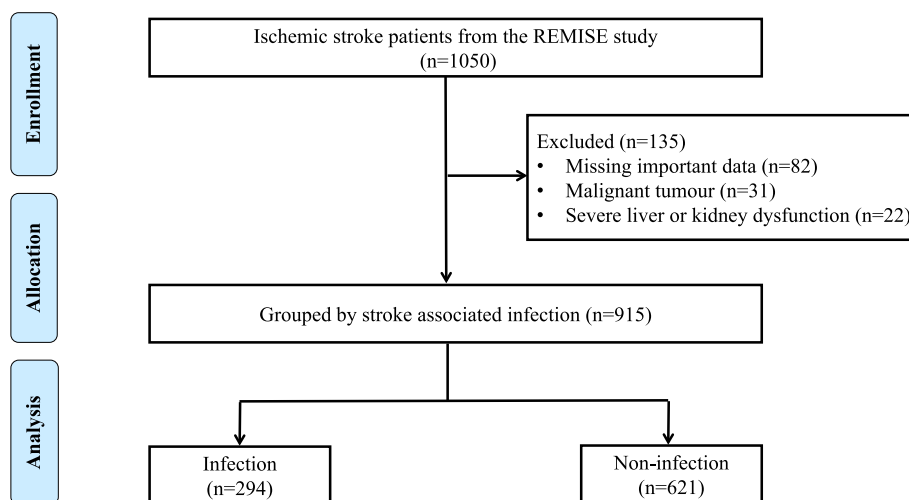 Enrollment
Ischemic stroke patients from the REMISE study
(n=1050)
Excluded (n=135)
• Missing important data (n=82)
• Malignant tumour (n=31)
• Severe liver or kidney dysfunction (n=22)
Allocation
Grouped by stroke associated infection (n=915)
Analysis
Infection
(n=294)
Non-infection
(n=621)